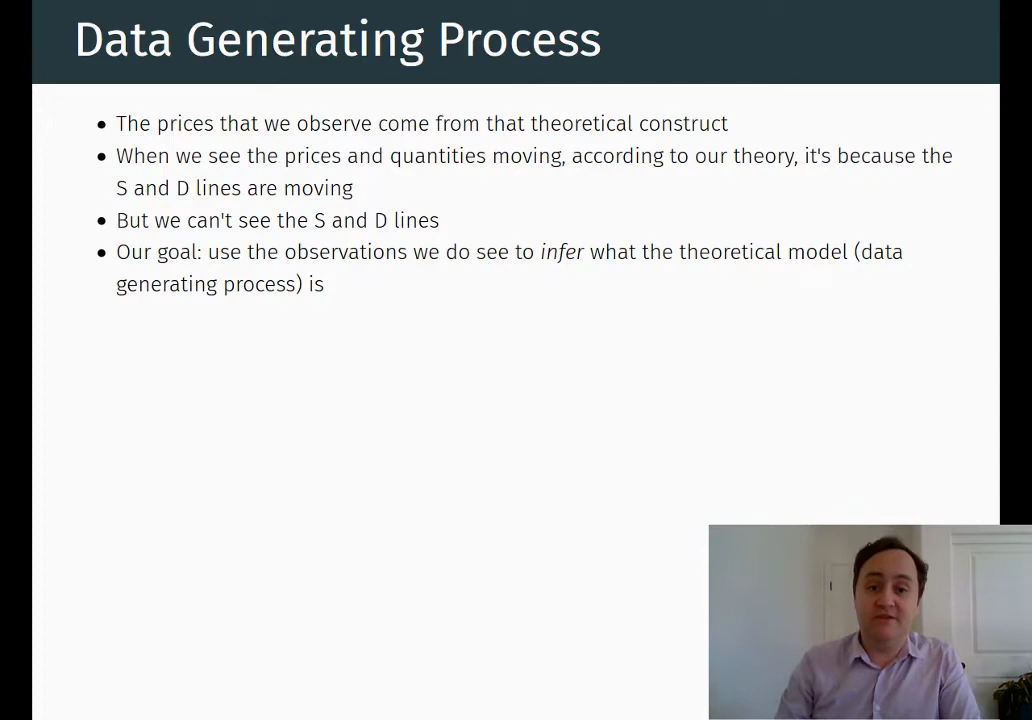 Data Generating Process
• The prices that we observe come from that theoretical construct
• When we see the prices and quantities moving, according to our theory, it's because the
S and D lines are moving
• But we can't see the S and D lines
• Our goal: use the observations we do see to infer what the theoretical model (data
generating process) is